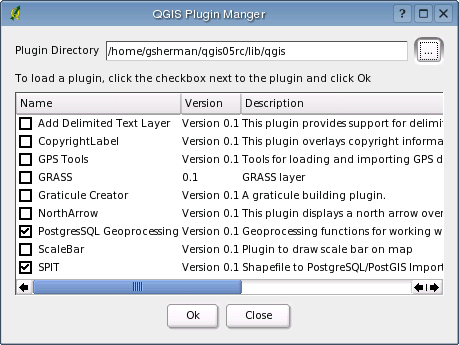 QGIS Plugin Manger
Plugin Directory /home/gsherman/qgis05rc/lib/qgis ...
To load a plugin, click the checkbox next to the plugin and click Ok
Name Version Description
Add Delimited Text Layer Version 0.1 This plugin provides support for delimit
CopyrightLabel Version 0.1 This plugin overlays copyright informa
GPS Tools Version 0.1 Tools for loading and importing GPS d
GRASS 0.1 GRASS layer
Graticule Creator Version 0.1 A graticule building plugin.
NorthArrow Version 0.1 This plugin displays a north arrow over
PostgresSQL Geoprocessing Version 0.1 Geoprocessing functions for working w
ScaleBar Version 0.1 Plugin to draw scale bar on map
SPIT Version 0.1 Shapefile to PostgreSQL/PostGIS Import
Ok Close